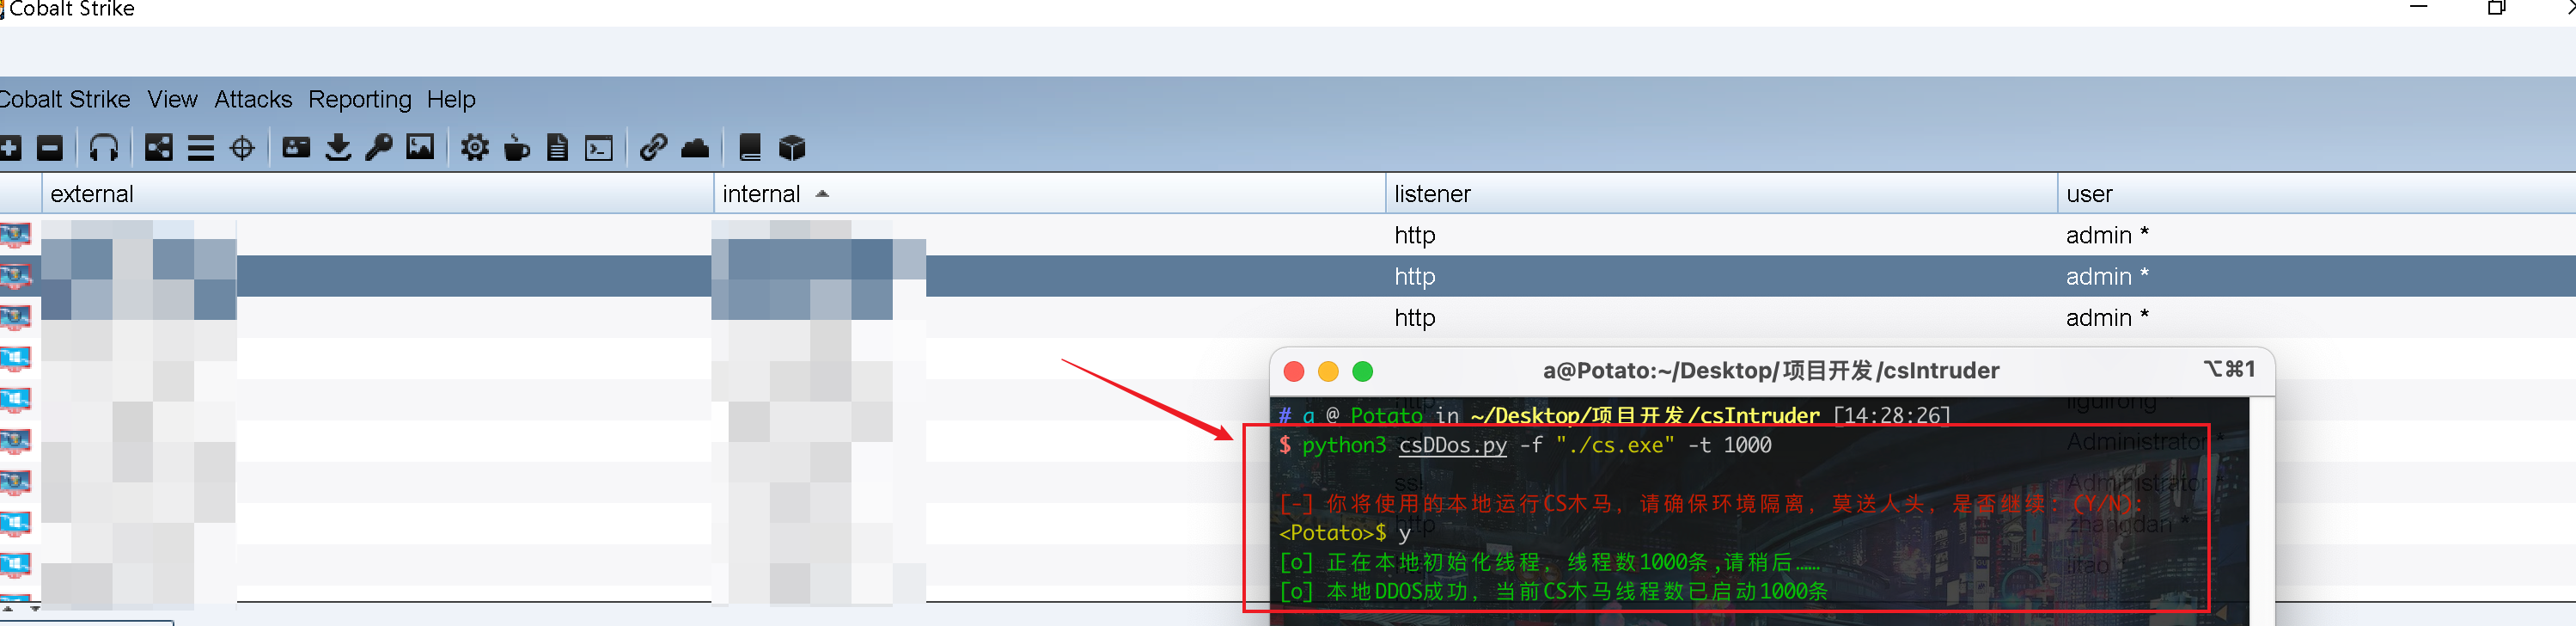 Cobalt Strike
Cobalt Strike View Attacks Reporting Help
external internal listener user
http admin *
http admin *
http admin *
a@Potato:~/Desktop/项目开发/csIntruder ⌥⌘1
# a @ Potato in ~/Desktop/项目开发/csIntruder [14:28:26]
$ python3 csDDos.py -f "./cs.exe" -t 1000
Administrator *
Administrator *
[-] 你将使用的本地运行CS木马, 请确保环境隔离, 莫送人头, 是否继续: (Y/N):
http zhangdan *
<Potato>$ y
[o] 正在本地初始化线程, 线程数1000条,请稍后……
lifao
[o] 本地DDOS成功, 当前CS木马线程数已启动1000条